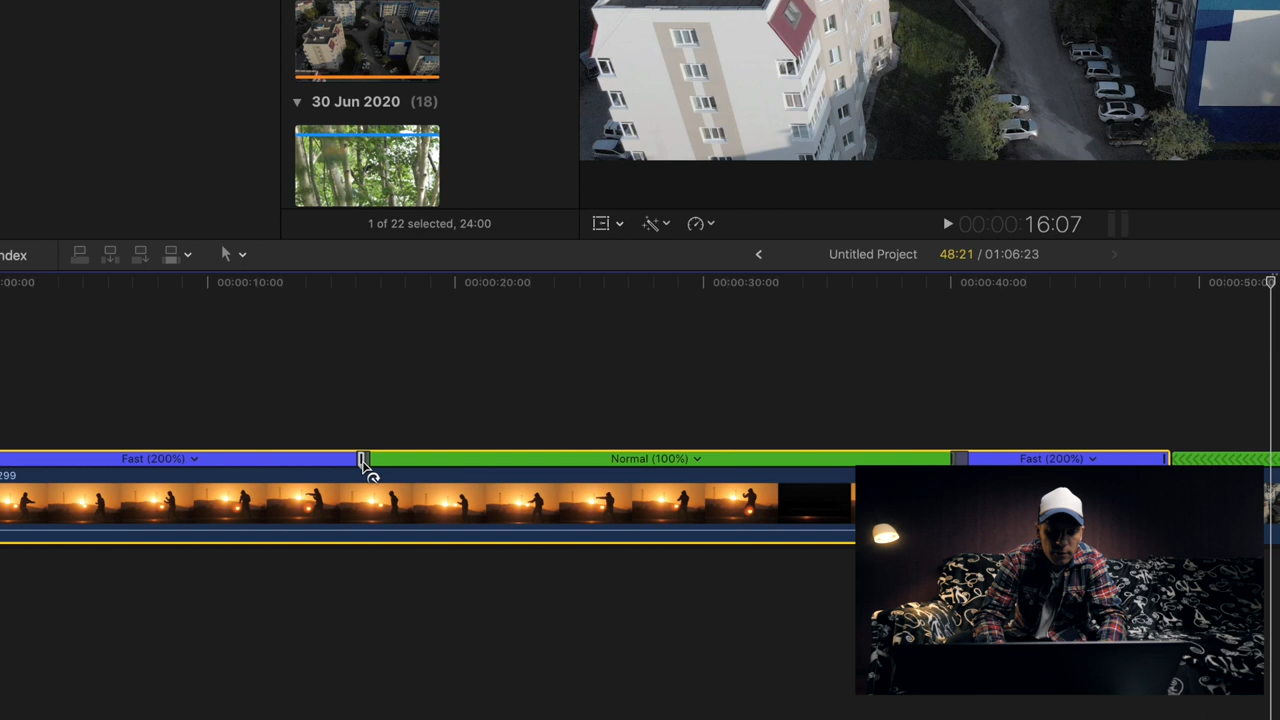 30 Jun 2020 (18)
1 of 22 selected, 24:00
00:00:00:16:07
ndex
Untitled Project
48:21 / 01:06:23
:00:00
00:00:10:00
00:00:20:00
00:00:30:00
00:00:40:00
00:00:50:00
Fast (200%)
Normal (100%)
Fast (200%)
299